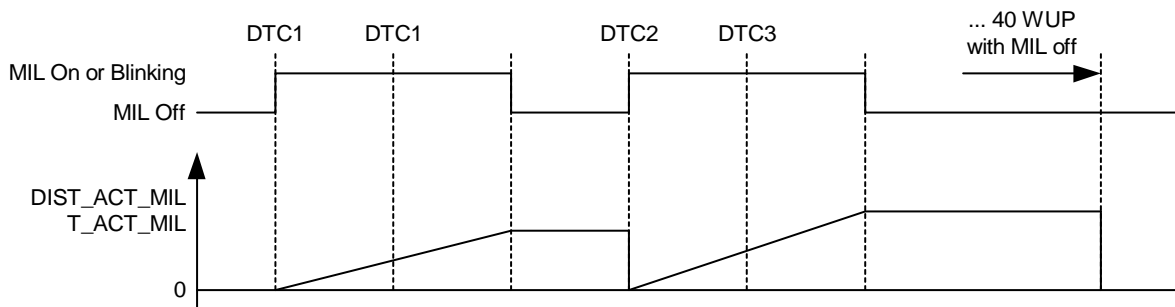 DTC1
DTC1
DTC2
DTC3
... 40 WUP
with MIL off
MIL On or Blinking
MIL Off
DIST_ACT_MIL
T_ACT_MIL
0